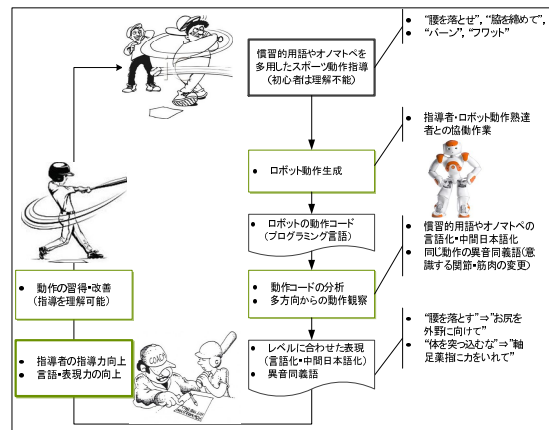 慣習的用語やオノマトペを
多用したスポーツ動作指導
(初心者は理解不能)
• “腰を落とせ”, “脇を締めて”,
• “バーン”, “フワット”
• 指導者・ロボット動作熟達
者との協働作業
• ロボット動作生成
• ロボットの動作コード
(プログラミング言語)
• 慣習的用語やオノマトペの
言語化・中間日本語化
• 同じ動作の異音同義語(意
識する関節・筋肉の変更)
• 動作コードの分析
• 多方向からの動作観察
• 動作の習得・改善
(指導を理解可能)
• レベルに合わせた表現
(言語化・中間日本語化)
• 異音同義語
• “腰を落とす”⇒“お尻を
外野に向けて”
• “体を突っ込むな”⇒“軸
足薬指に力をいれて”
• 指導者の指導力向上
• 言語・表現力の向上
COACH